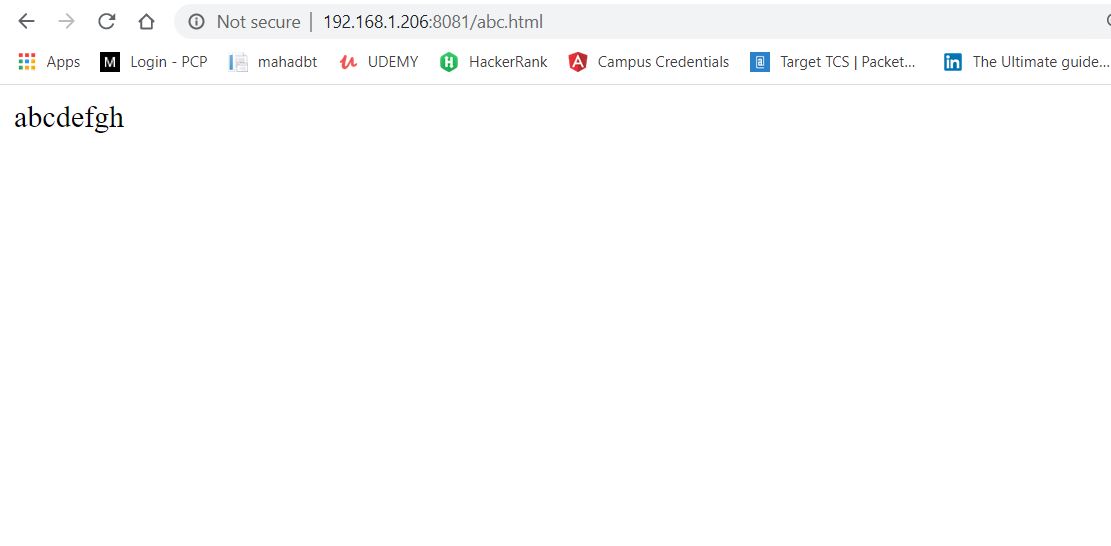 Not secure | 192.168.1.206:8081/abc.html
Apps M Login - PCP mahadbt UDEMY H HackerRank Campus Credentials @ Target TCS | Packet... in The Ultimate guide...
abcdefgh